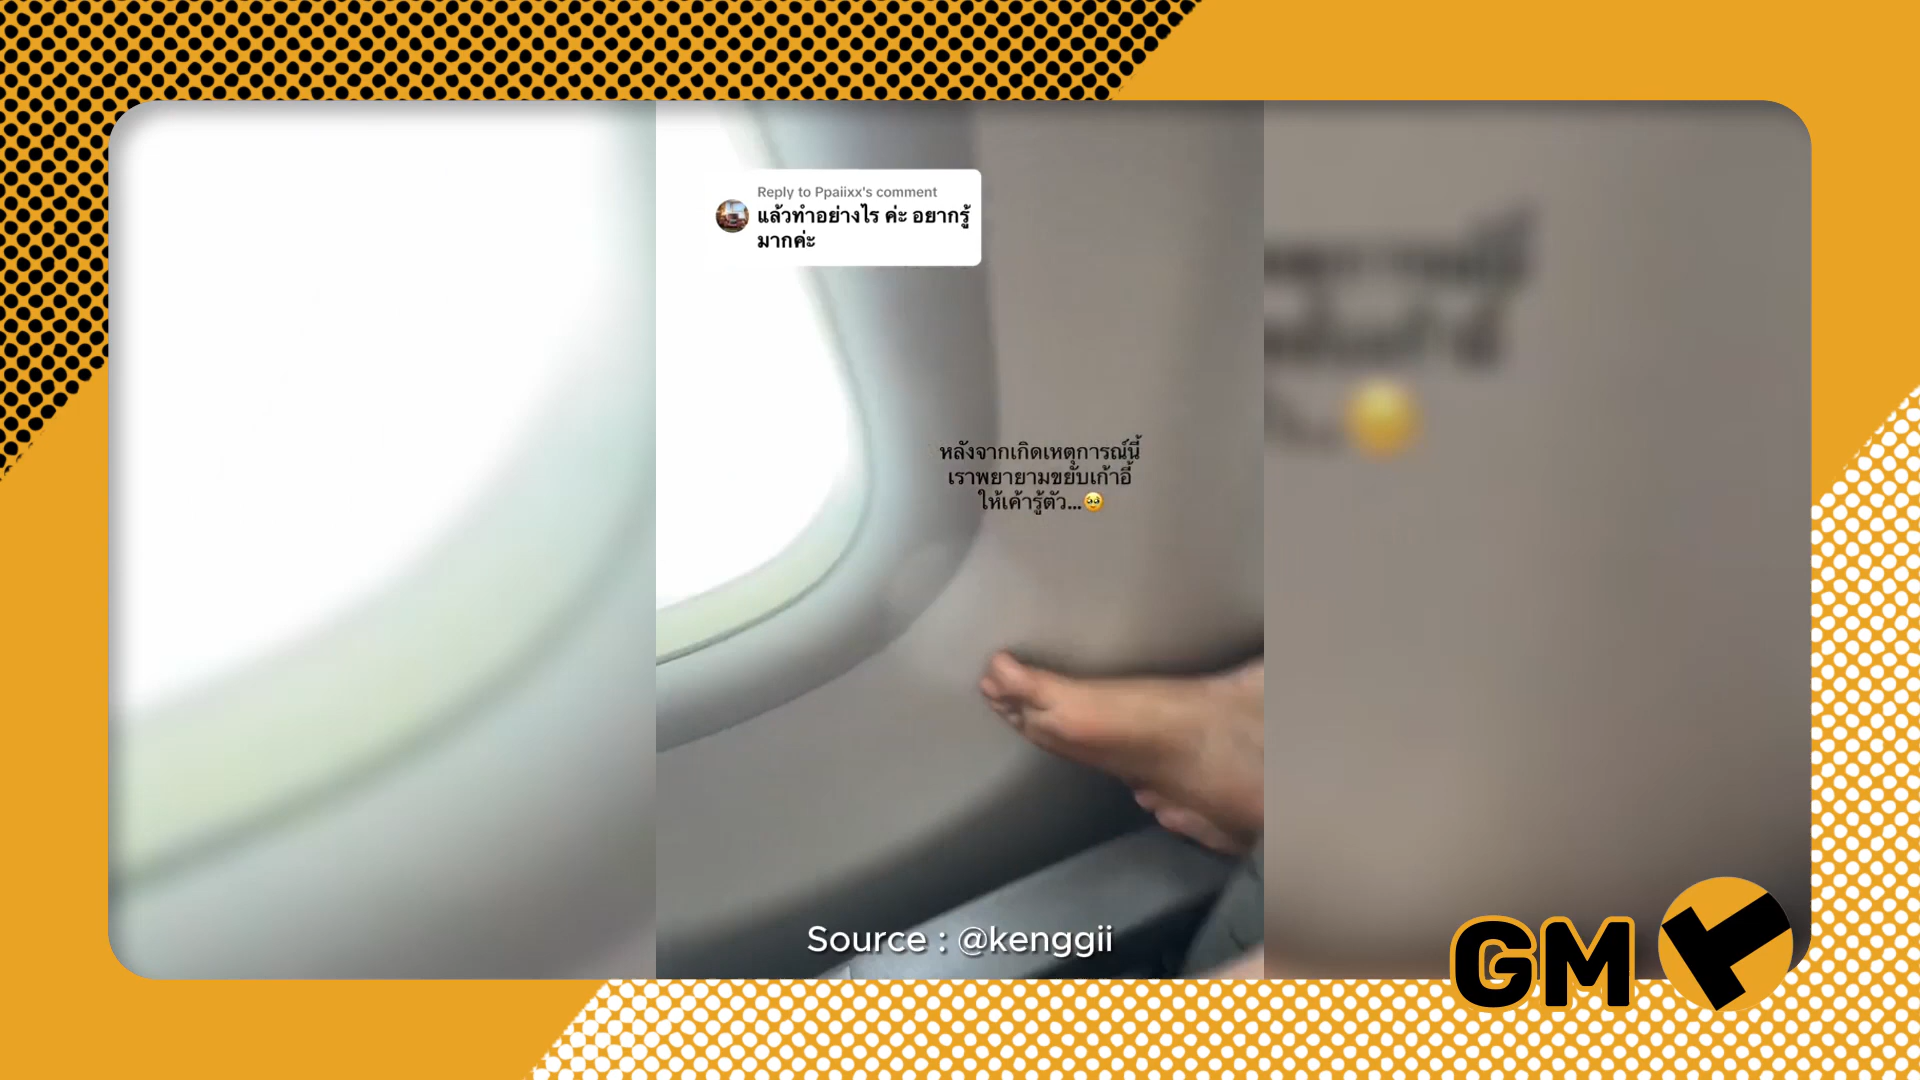 Reply to Ppaiixx's comment
แล้วทำอย่างไร ค่ะ อยากรู้
มากค่ะ
หลังจากเกิดเหตุการณ์นี้
เราพยายามขยับเก้าอี้
ให้เค้ารู้ตัว...🥹
Source : @kenggii
GMT